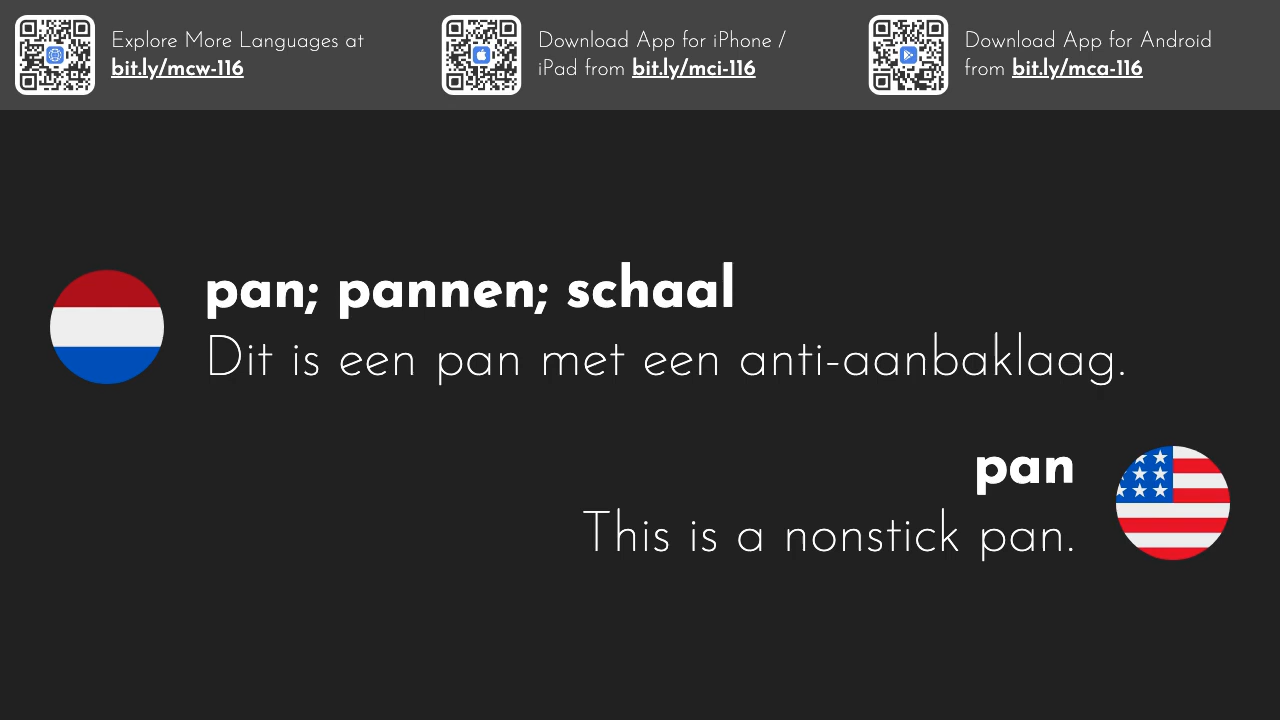 Explore More Languages at
bit.ly/mcw-116
Download App for iPhone /
iPad from bit.ly/mci-116
Download App for Android
from bit.ly/mca-116
pan; pannen; schaal
Dit is een pan met een anti-aanbaklaag.
pan
This is a nonstick pan.